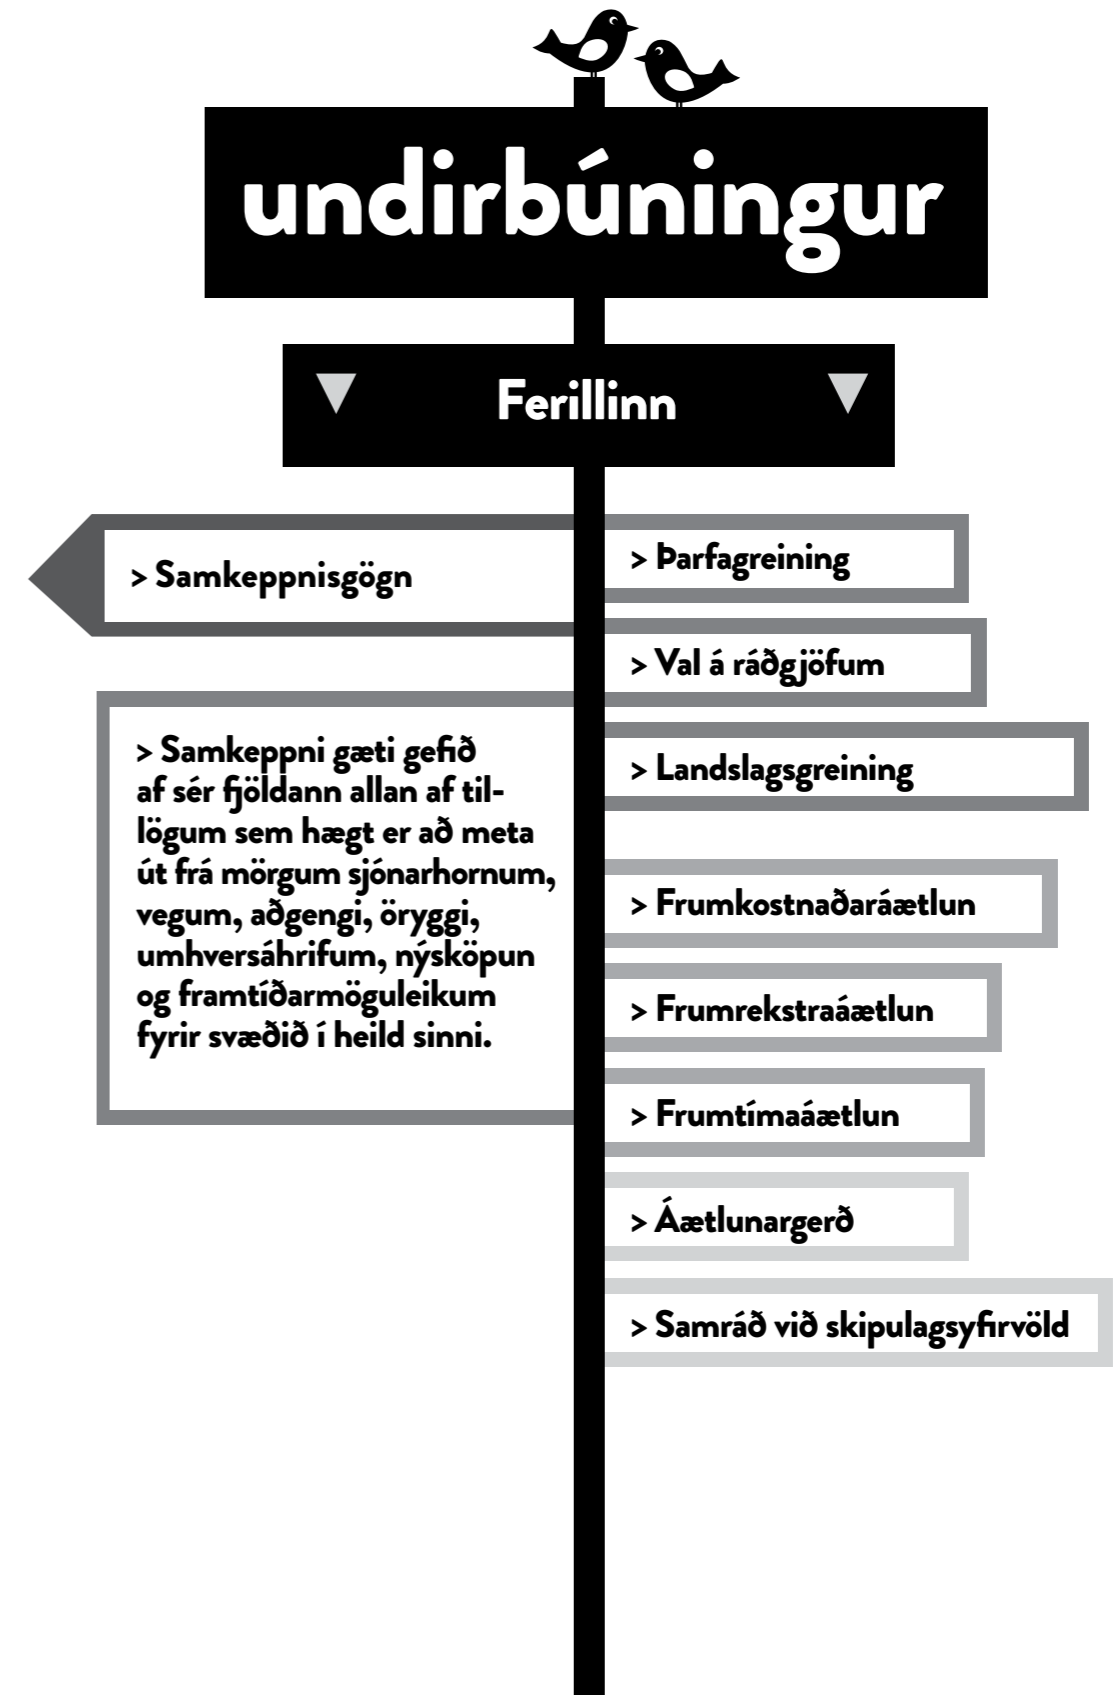 undirbúningur
Ferillinn
> Samkeppnisgögn
> Samkeppni gæti gefið
af sér fjöldann allan af til-
lögum sem hægt er að meta
út frá mörgum sjónarhornum,
vegum, aðgengi, öryggi,
umhversáhrifum, nýsköpun
og framtíðarmöguleikum
fyrir svæðið í heild sinni.
> Þarfagreining
> Val á ráðgjöfum
> Landslagsgreining
> Frumkostnaðaráætlun
> Frumrekstraáætlun
> Frumtímaáætlun
> Áætlunargerð
> Samráð við skipulagsyfirvöld